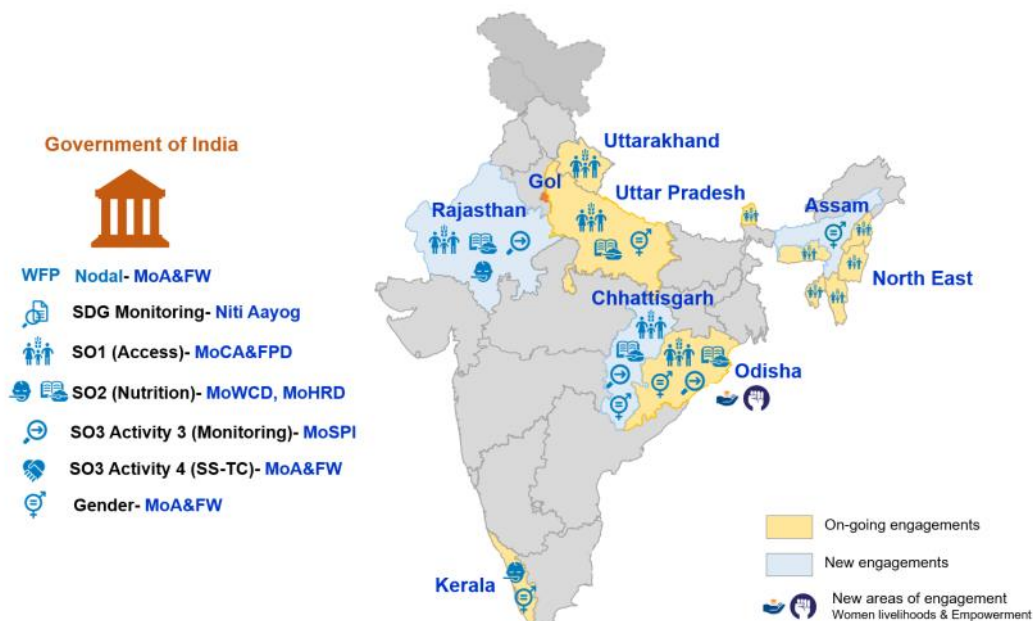 Government of India
WFP Nodal- MoA&FW
SDG Monitoring- Niti Aayog
SO1 (Access)- MoCA&FPD
SO2 (Nutrition)- MoWCD, MoHRD
SO3 Activity 3 (Monitoring)- MoSPI
SO3 Activity 4 (SS-TC)- MoA&FW
Gender- MoA&FW
Uttarakhand
GoI
Uttar Pradesh
Rajasthan
Assam
North East
Chhattisgarh
Odisha
Kerala
On-going engagements
New engagements
New areas of engagement
Women livelihoods & Empowerment